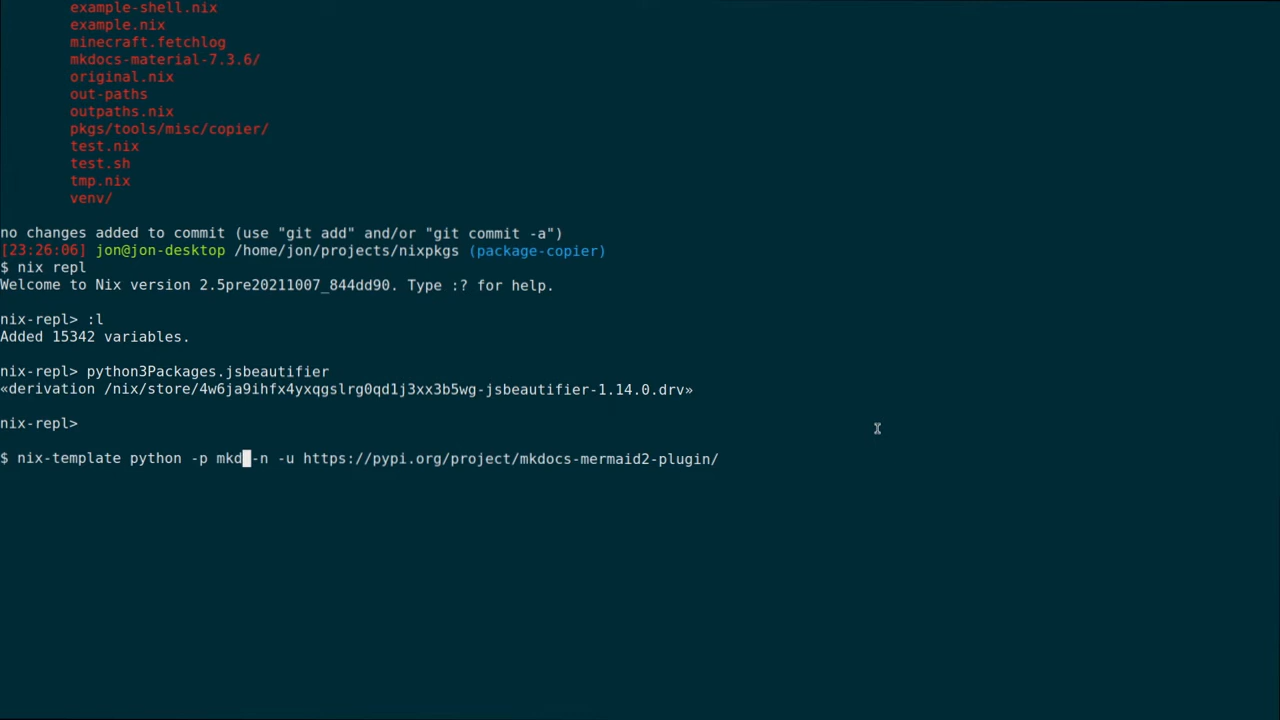 example-shell.nix
example.nix
minecraft.fetchlog
mkdocs-material-7.3.6/
original.nix
out-paths
outpaths.nix
pkgs/tools/misc/copier/
test.nix
test.sh
tmp.nix
venv/
no changes added to commit (use "git add" and/or "git commit -a")
[23:26:06] jon@jon-desktop /home/jon/projects/nixpkgs (package-copier)
$ nix repl
Welcome to Nix version 2.5pre20211007_844dd90. Type :? for help.
nix-repl> :l
Added 15342 variables.
nix-repl> python3Packages.jsbeautifier
«derivation /nix/store/4w6ja9ihfx4yxqgslrg0qd1j3xx3b5wg-jsbeautifier-1.14.0.drv»
nix-repl>
$ nix-template python -p mkd -n -u https://pypi.org/project/mkdocs-mermaid2-plugin/